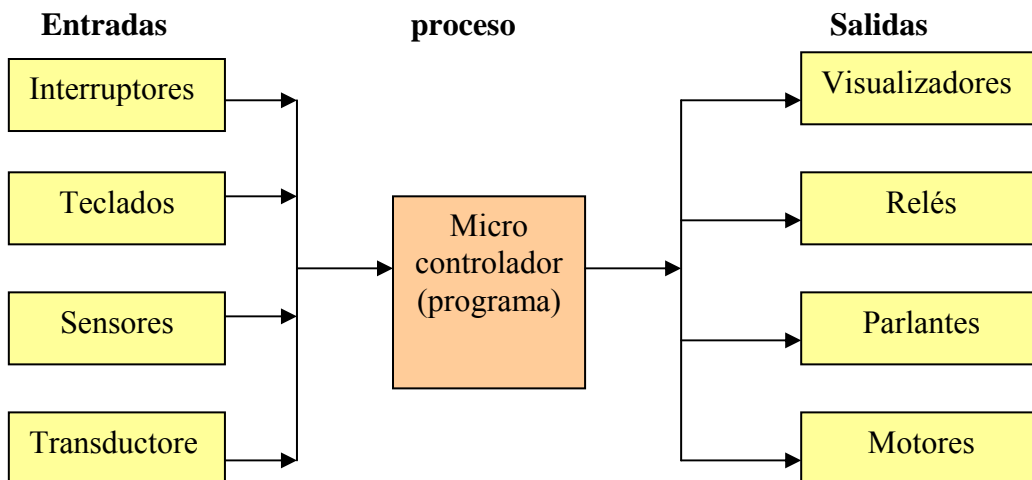 Entradas
proceso
Salidas
Interruptores
Teclados
Sensores
Transductore
Micro
controlador
(programa)
Visualizadores
Relés
Parlantes
Motores